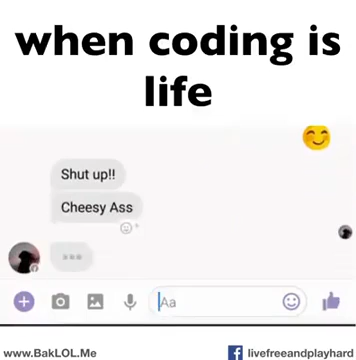 when coding is
life
Shut up!!
Cheesy Ass
Aa
www.BakLOL.Me
livefreeandplayhard